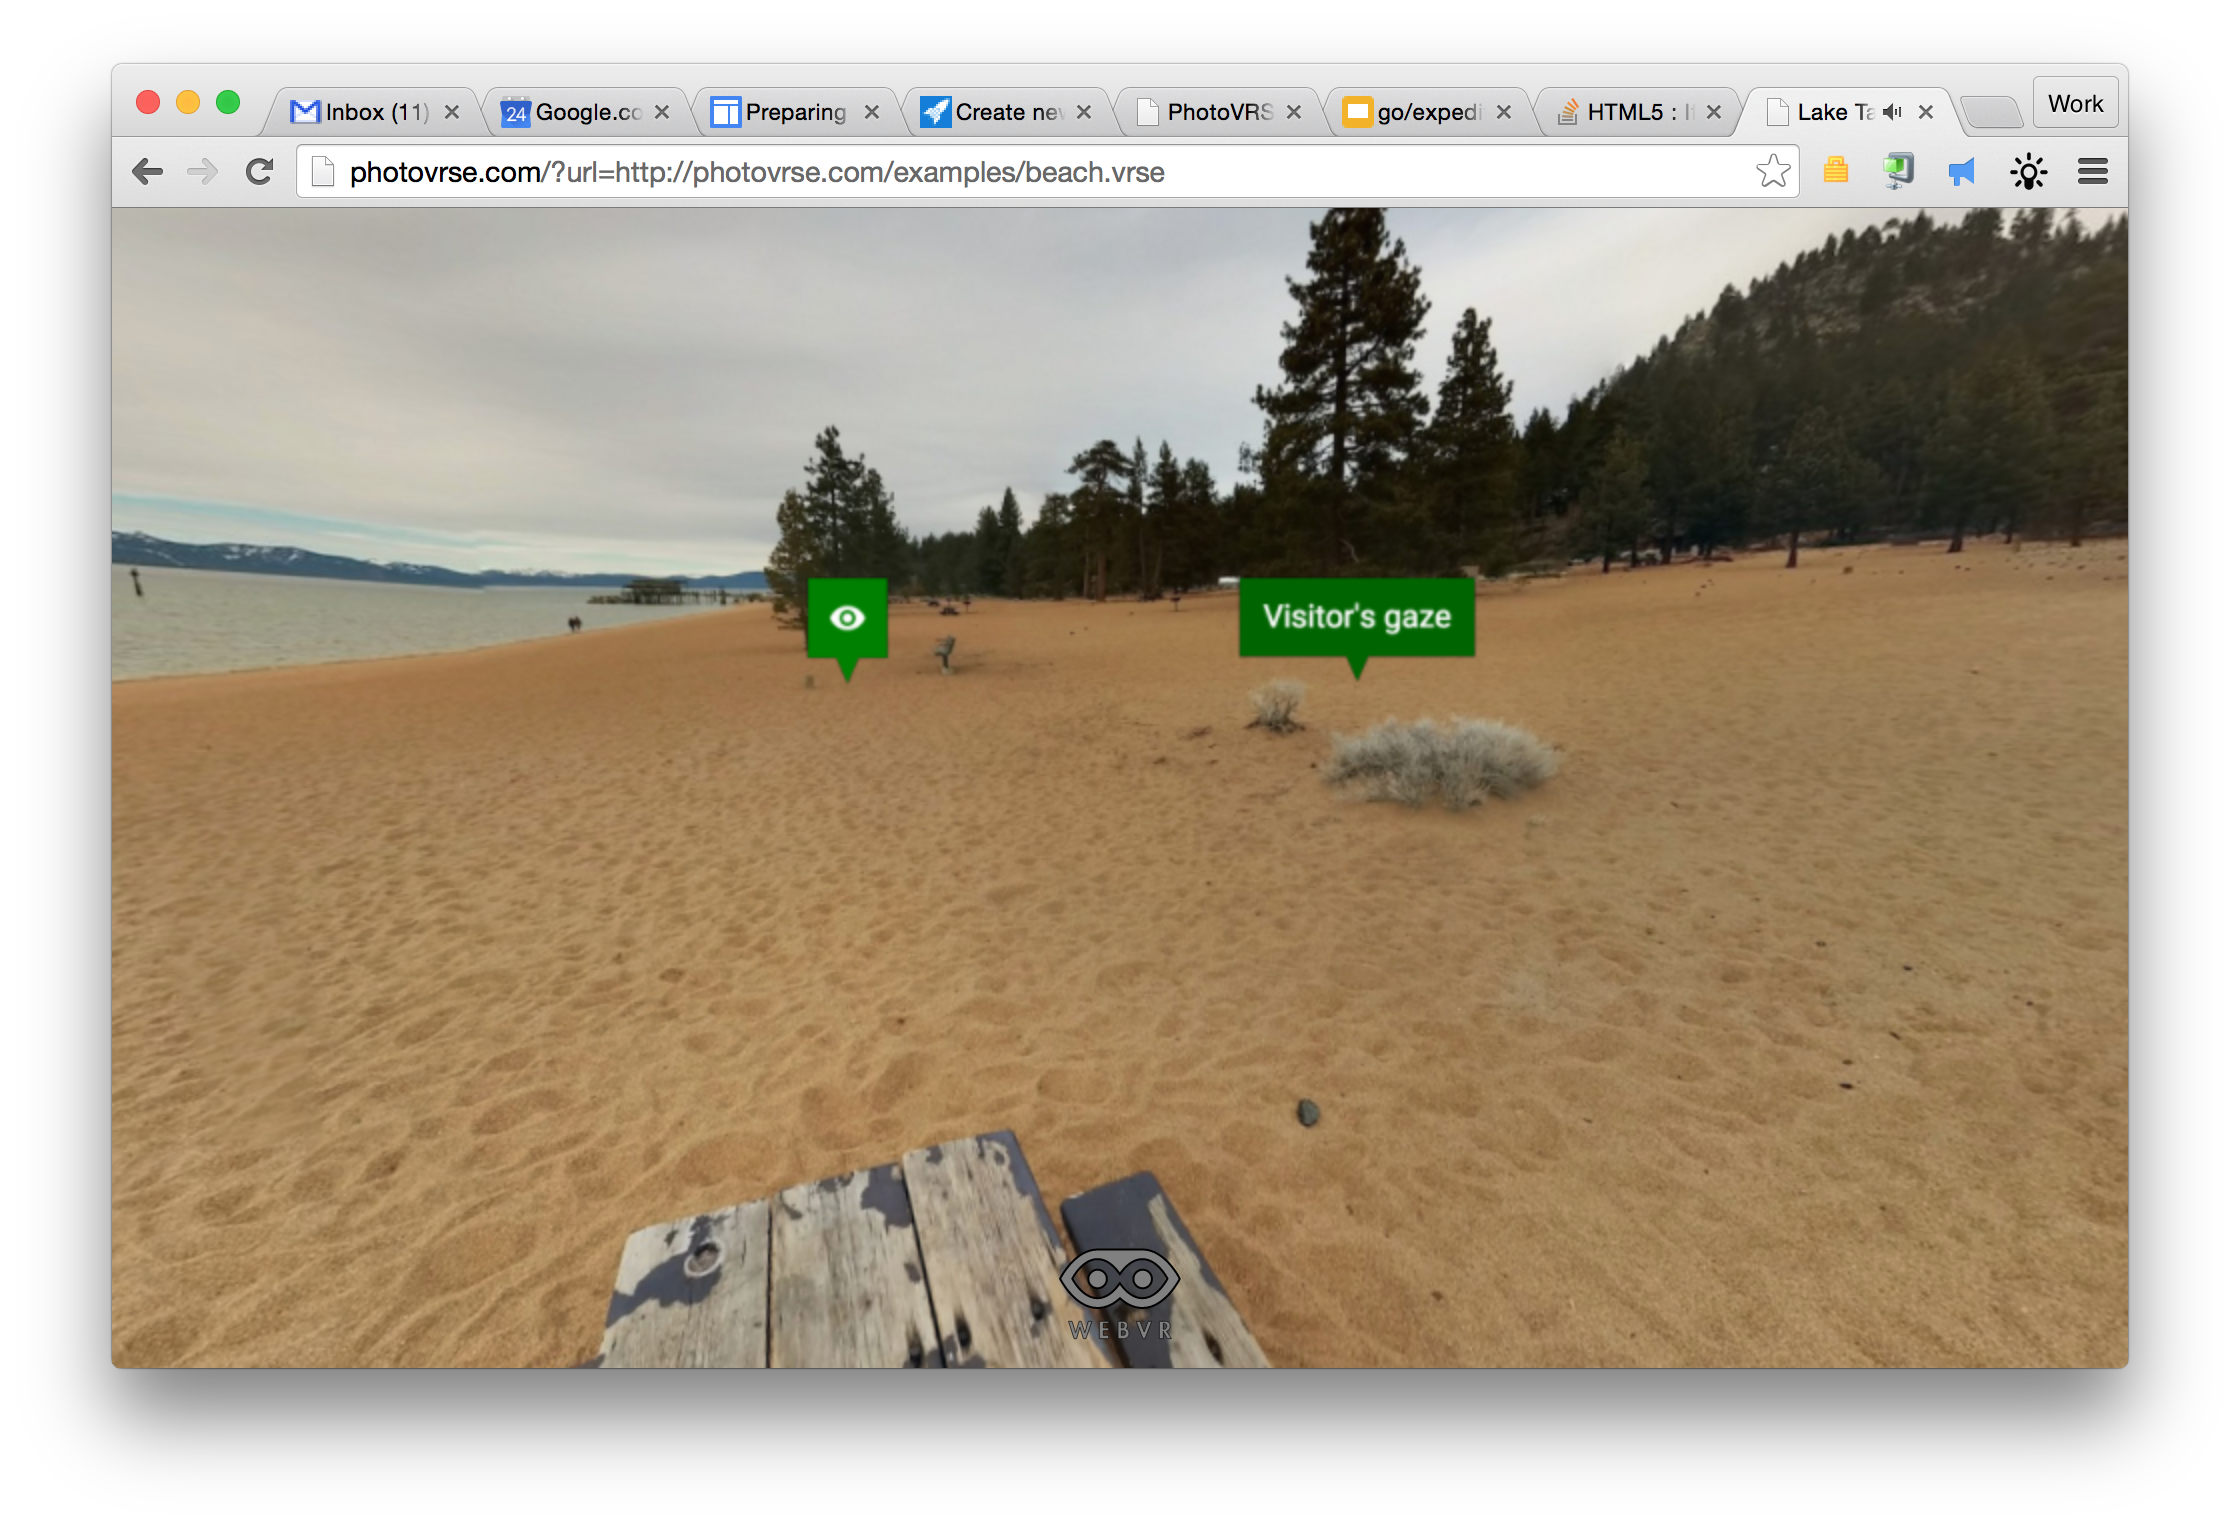 Inbox (11)
24
Google.co
Preparing
Create nev
PhotoVRS
go/expedi
HTML5 : If
Lake Ta
Work
photovrse.com/?url=http://photovrse.com/examples/beach.vrse
Visitor's gaze
WEBVR